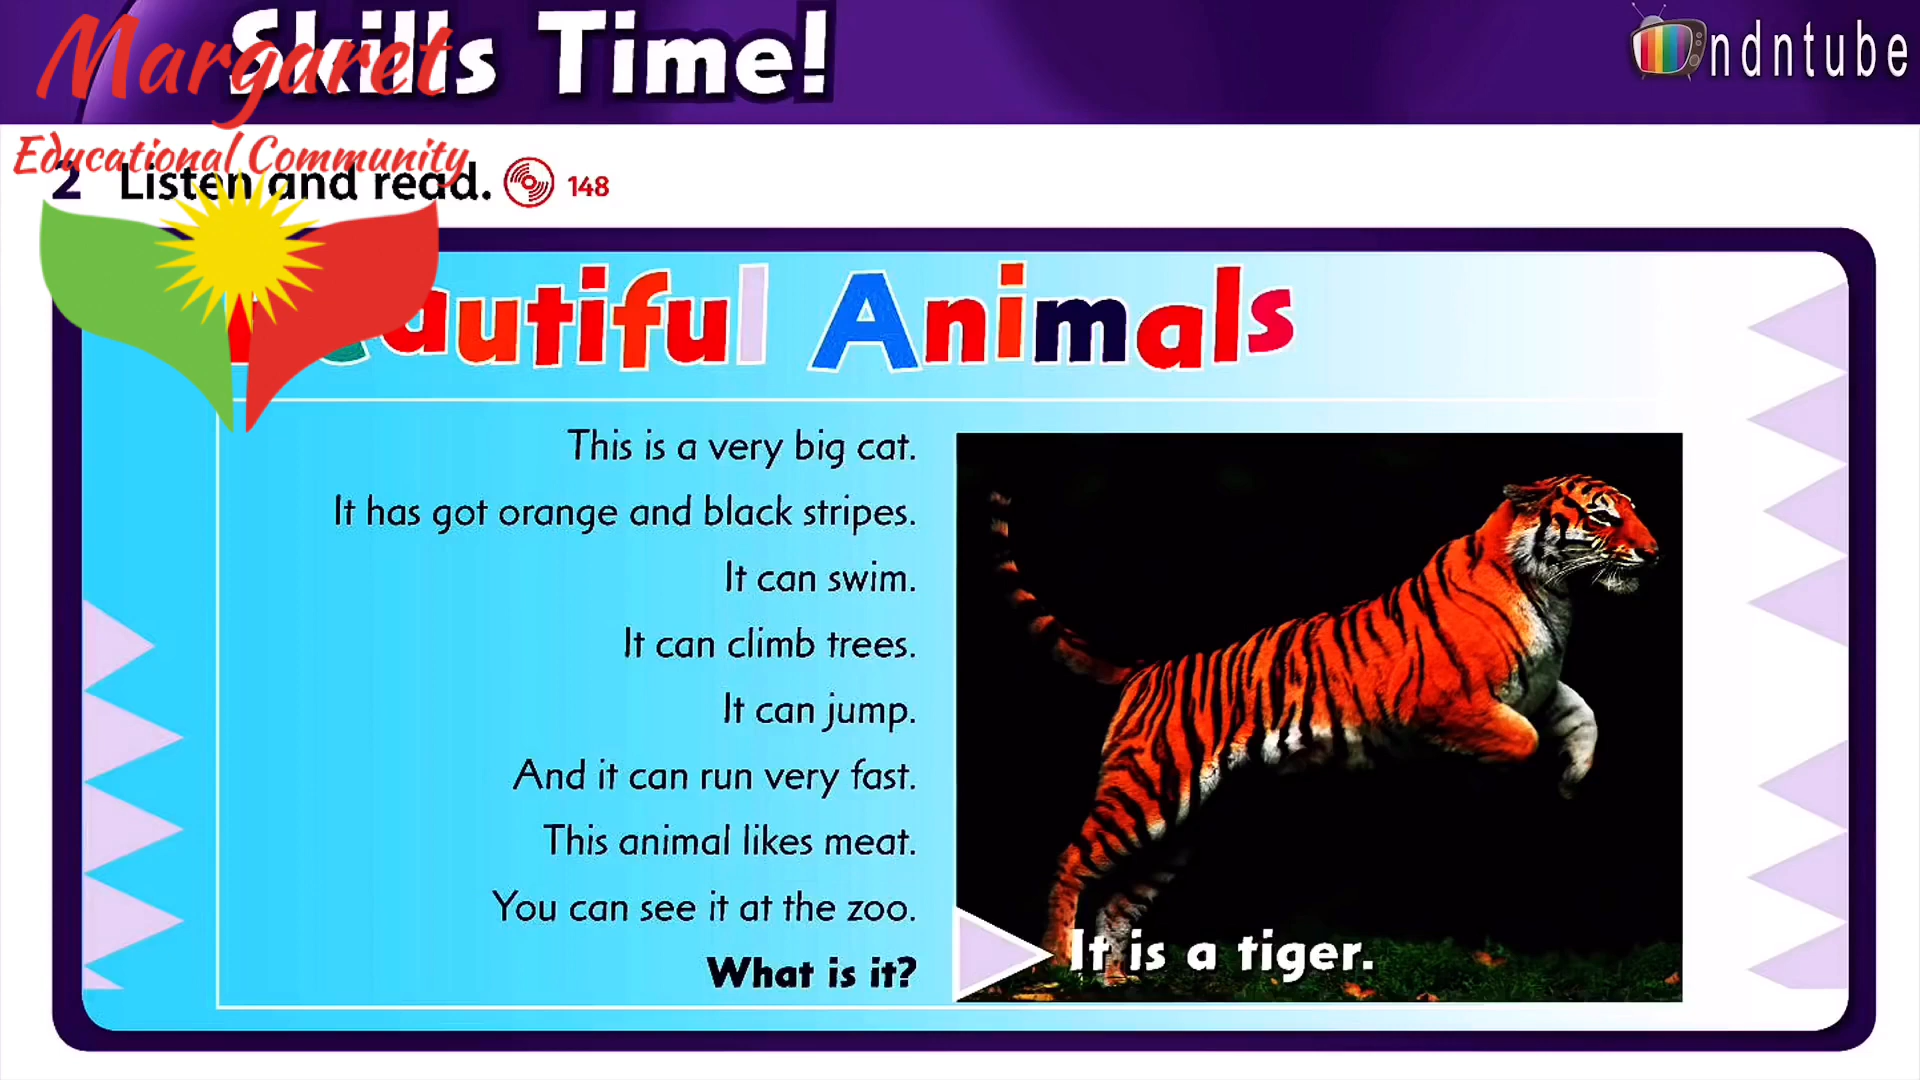 Skills Time!
Margaret
Educational Community
ndntube
2 Listen and read. 148
Beautiful Animals
This is a very big cat.
It has got orange and black stripes.
It can swim.
It can climb trees.
It can jump.
And it can run very fast.
This animal likes meat.
You can see it at the zoo.
What is it?
It is a tiger.